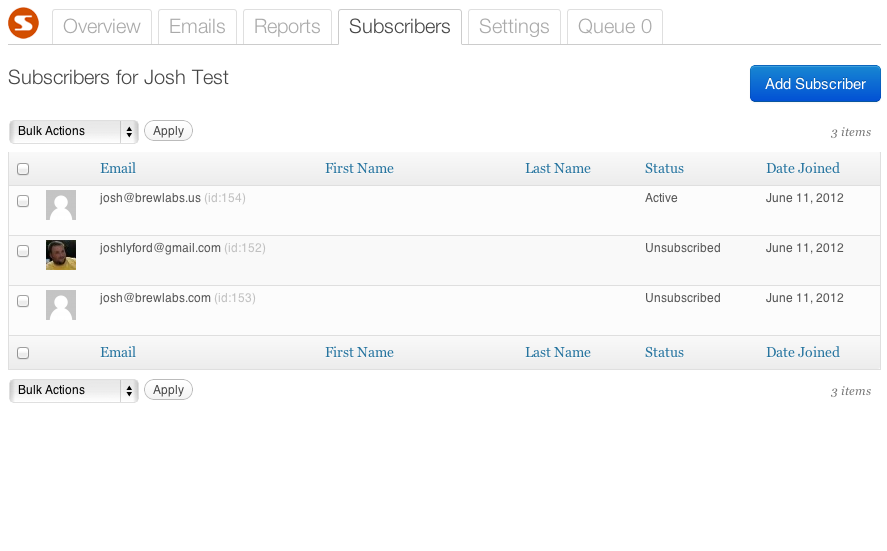 S Overview Emails Reports Subscribers Settings Queue 0
Subscribers for Josh Test
Add Subscriber
Bulk Actions Apply 3 items
Email First Name Last Name Status Date Joined
josh@brewlabs.us (id:154) Active June 11, 2012
joshlyford@gmail.com (id:152) Unsubscribed June 11, 2012
josh@brewlabs.com (id:153) Unsubscribed June 11, 2012
Email First Name Last Name Status Date Joined
Bulk Actions Apply 3 items